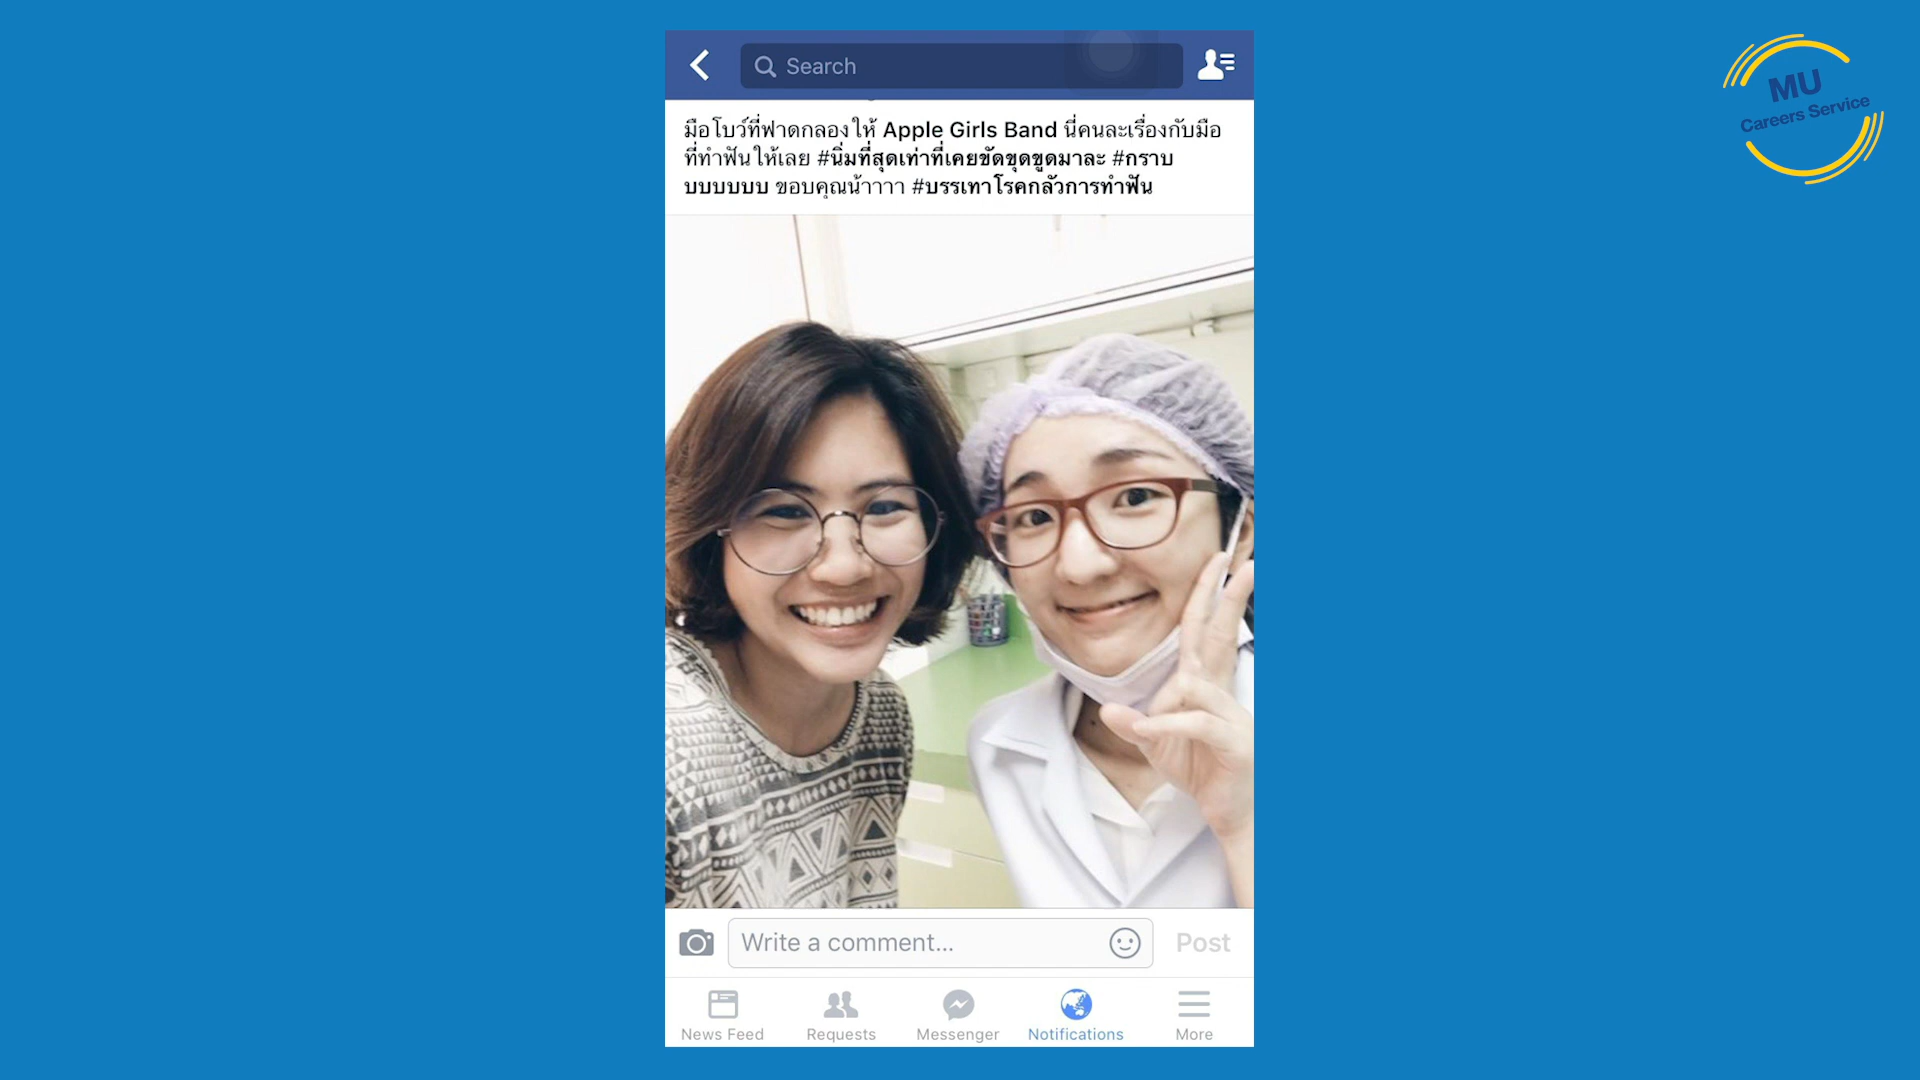 Search
MU
Careers Service
มือโบว์ที่ฟาดกลองให้ Apple Girls Band นี่คนละเรื่องกับมือ
ที่ทำฟันให้เลย #นิ่มที่สุดเท่าที่เคยขัดขุดขูดมาละ #กราบ
บบบบบบ ขอบคุณน้าาาา #บรรเทาโรคกลัวการทำฟัน
Write a comment...
Post
News Feed
Requests
Messenger
Notifications
More